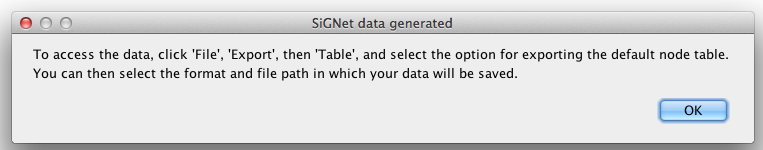 SiGNet data generated
To access the data, click 'File', 'Export', then 'Table', and select the option for exporting the default node table.
You can then select the format and file path in which your data will be saved.
OK